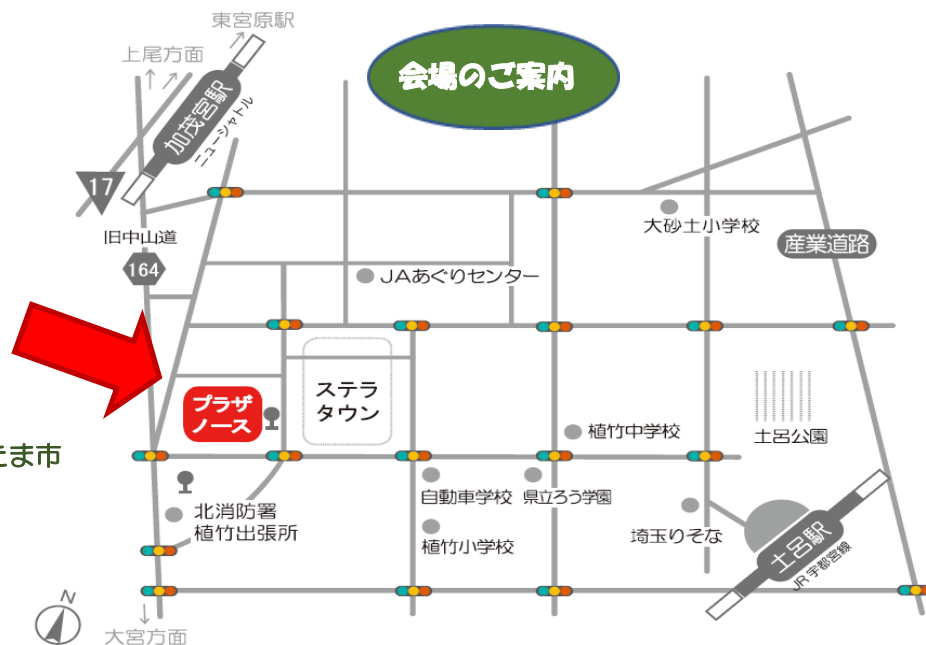 東宮原駅
上尾方面
会場のご案内
加茂宮駅
ニューシャトル
17
旧中山道
大砂土小学校
産業道路
164
JAあぐりセンター
ステラ
タウン
プラザ
ノース
植竹中学校
土呂公園
きま市
自動車学校
県立ろう学園
北消防署
植竹出張所
埼玉りそな
植竹小学校
土呂駅
JR宇都宮線
N
大宮方面